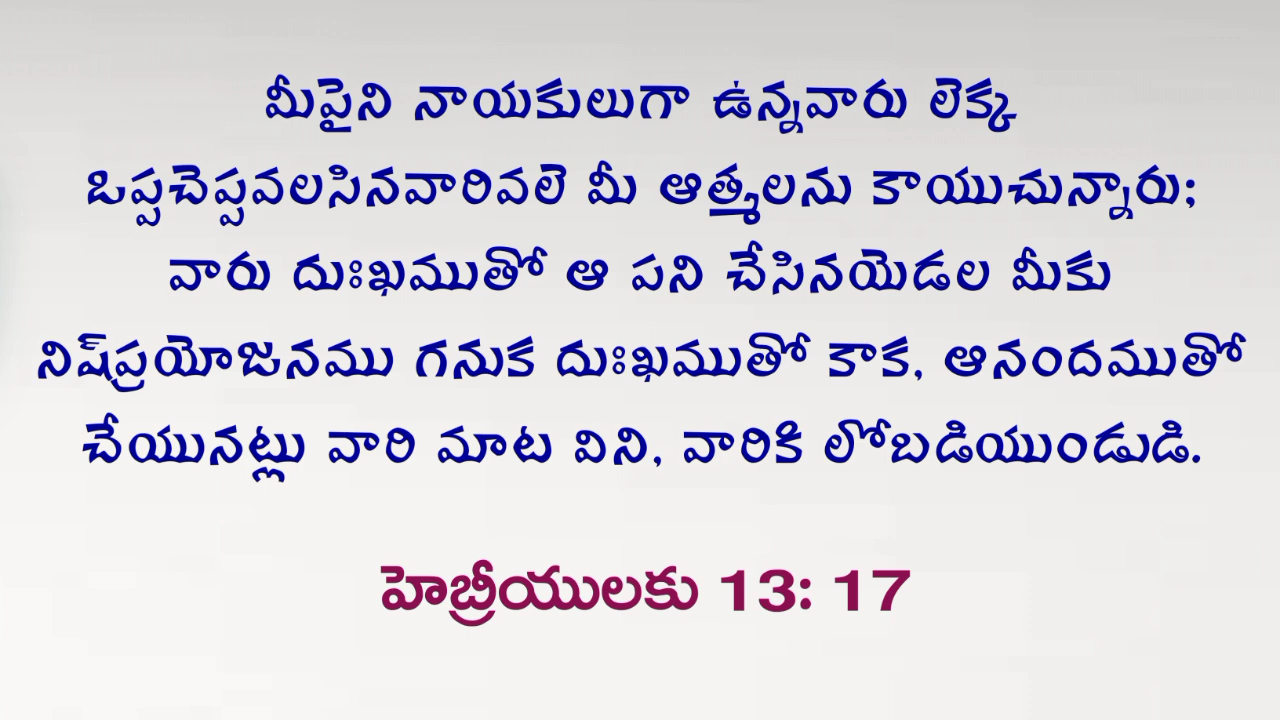 మీపైని నాయకులుగా ఉన్నవారు లెక్క
ఒప్పచెప్పవలసినవారివలె మీ ఆత్మలను కాయుచున్నారు;
వారు దుఃఖముతో ఆ పని చేసినయెడల మీకు
నిష్‌ప్రయోజనము గనుక దుఃఖముతో కాక, ఆనందముతో
చేయునట్లు వారి మాట విని, వారికి లోబడియుండుడి.
హెబ్రీయులకు 13: 17